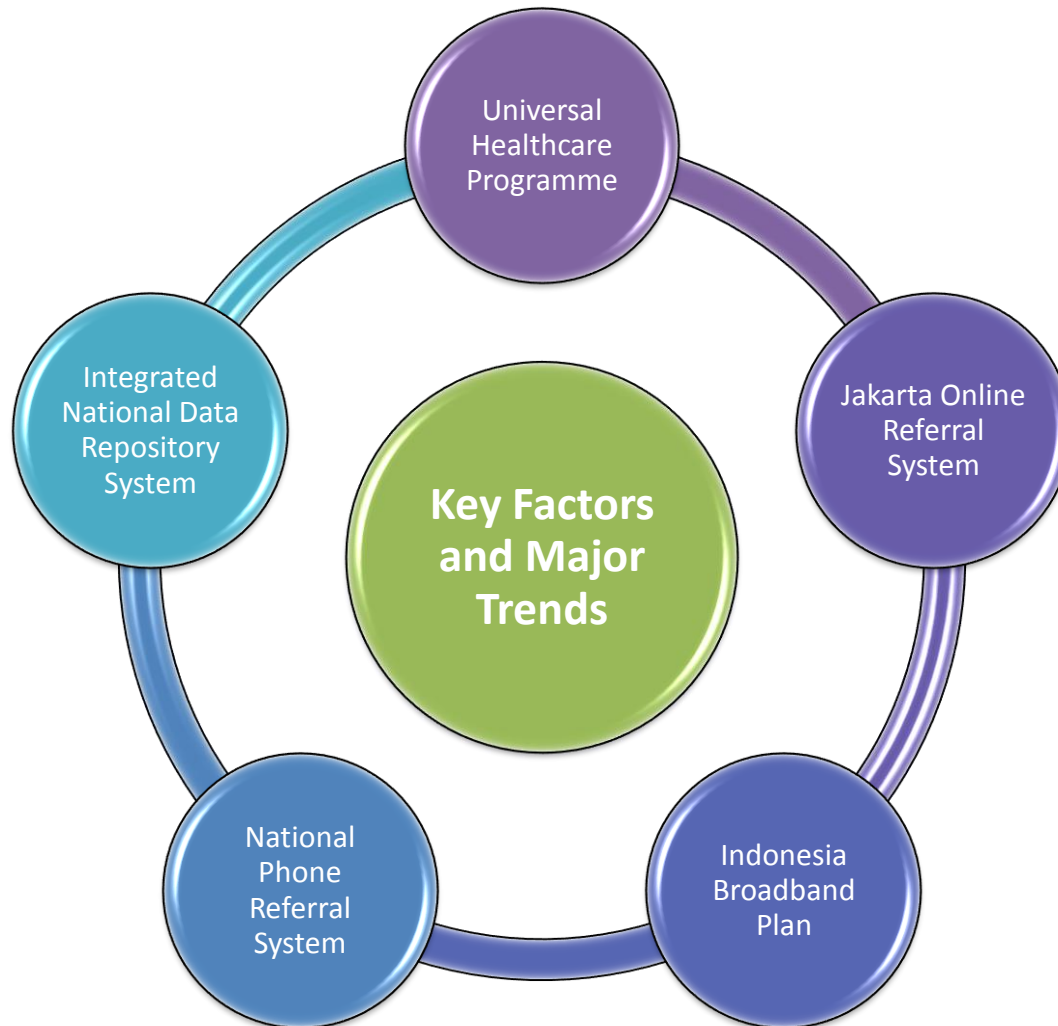 Universal
Healthcare
Programme
Jakarta Online
Referral
System
Indonesia
Broadband
Plan
National
Phone
Referral
System
Integrated
National Data
Repository
System
Key Factors
and Major
Trends